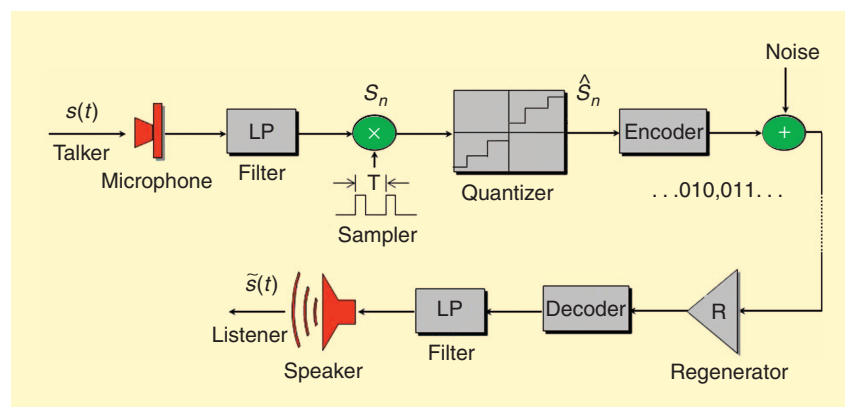 Noise
s(t)
Talker
Microphone
LP
Filter
Sₙ
×
T
Sampler
Quantizer
Ŝₙ
Encoder
+
. . .010,011. . .
s̃(t)
Listener
Speaker
LP
Filter
Decoder
R
Regenerator